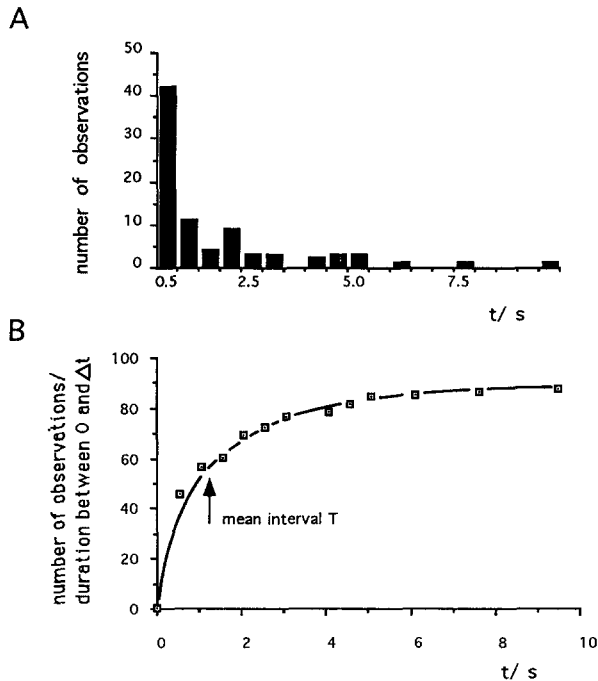 A
number of observations
50
40
30
20
10
0
0.5 2.5 5.0 7.5
t/ s
B
number of observations/
duration between 0 and Δt
100
80
60
40
20
0
mean interval T
0 2 4 6 8 10
t/ s